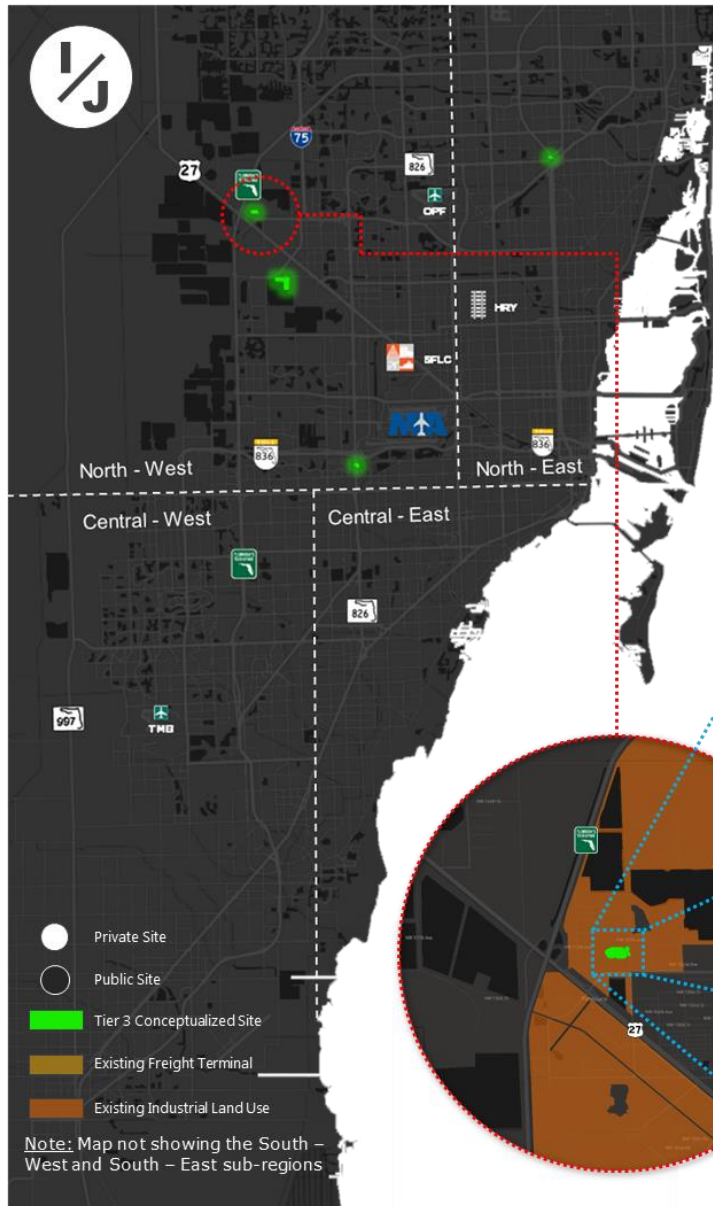 I/J
75
27
826
OPF
HRY
SFLC
MIA
836
836
North - West
North - East
Central - West
Central - East
826
997
TMB
Private Site
Public Site
Tier 3 Conceptualized Site
Existing Freight Terminal
27
Existing Industrial Land Use
Note: Map not showing the South –
West and South – East sub-regions